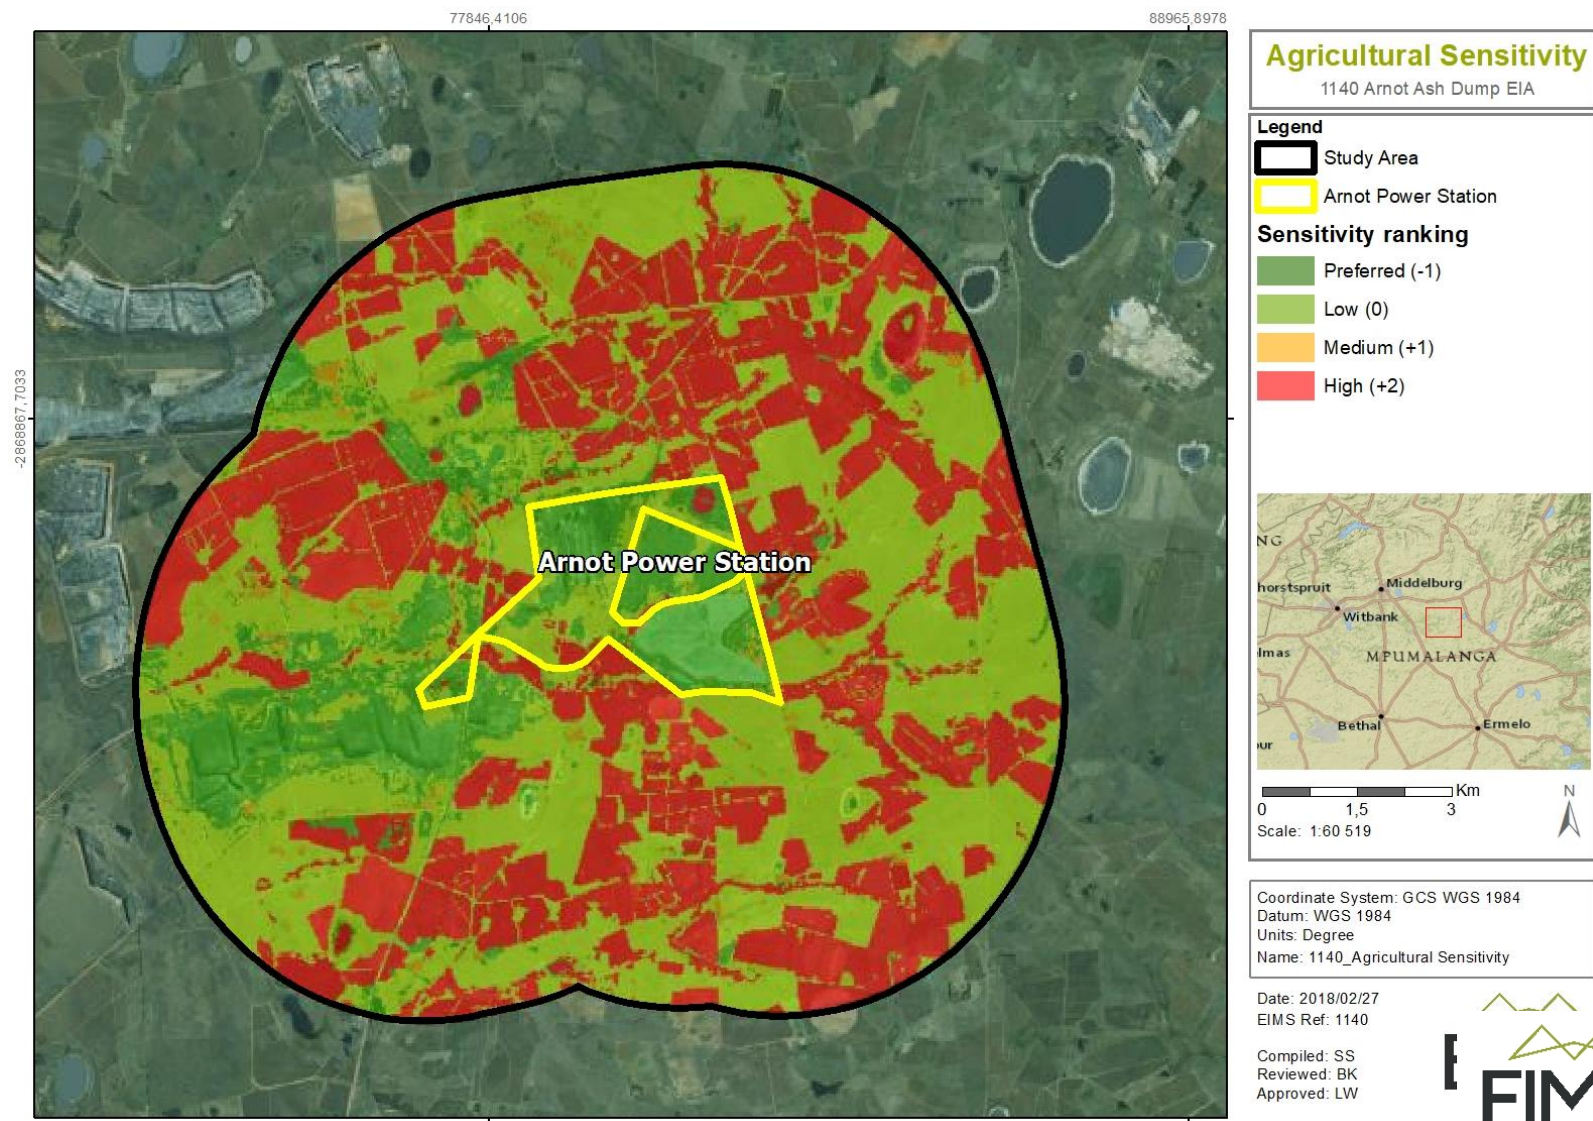 77846,4106
88965,8978
-2868867,7033
Arnot Power Station
Agricultural Sensitivity
1140 Arnot Ash Dump EIA
Legend
Study Area
Arnot Power Station
Sensitivity ranking
Preferred (-1)
Low (0)
Medium (+1)
High (+2)
NG
horstspruit
Middelburg
Witbank
lmas
MPUMALANGA
Bethal
Ermelo
ur
Km
0 1,5 3
N
Scale: 1:60 519
Coordinate System: GCS WGS 1984
Datum: WGS 1984
Units: Degree
Name: 1140_Agricultural Sensitivity
Date: 2018/02/27
EIMS Ref: 1140
Compiled: SS
Reviewed: BK
Approved: LW